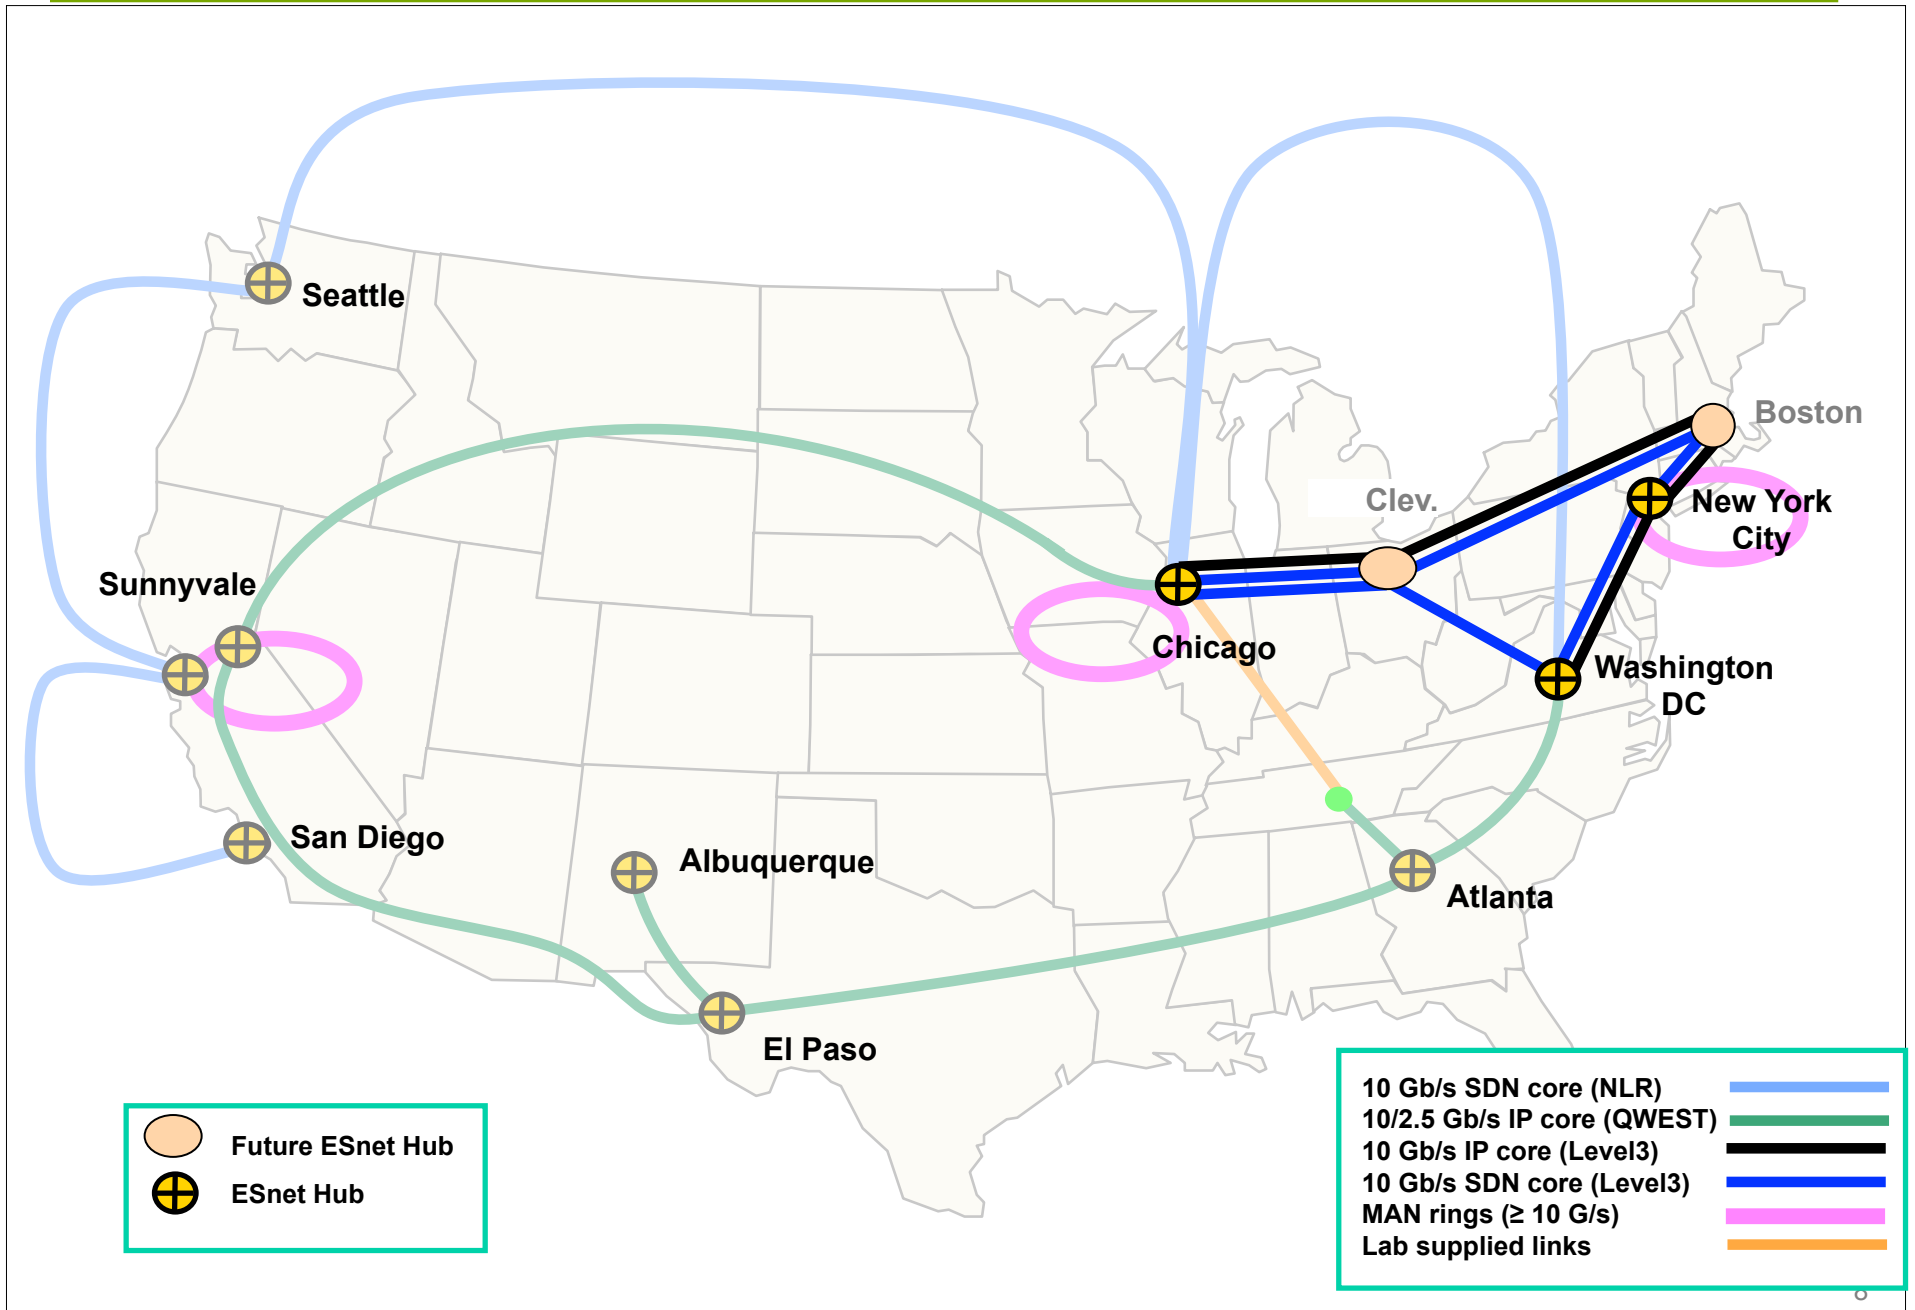 Seattle
Boston
Clev.
New York
City
Sunnyvale
Chicago
Washington
DC
San Diego
Albuquerque
Atlanta
El Paso
Future ESnet Hub
ESnet Hub
10 Gb/s SDN core (NLR)
10/2.5 Gb/s IP core (QWEST)
10 Gb/s IP core (Level3)
10 Gb/s SDN core (Level3)
MAN rings (≥ 10 G/s)
Lab supplied links